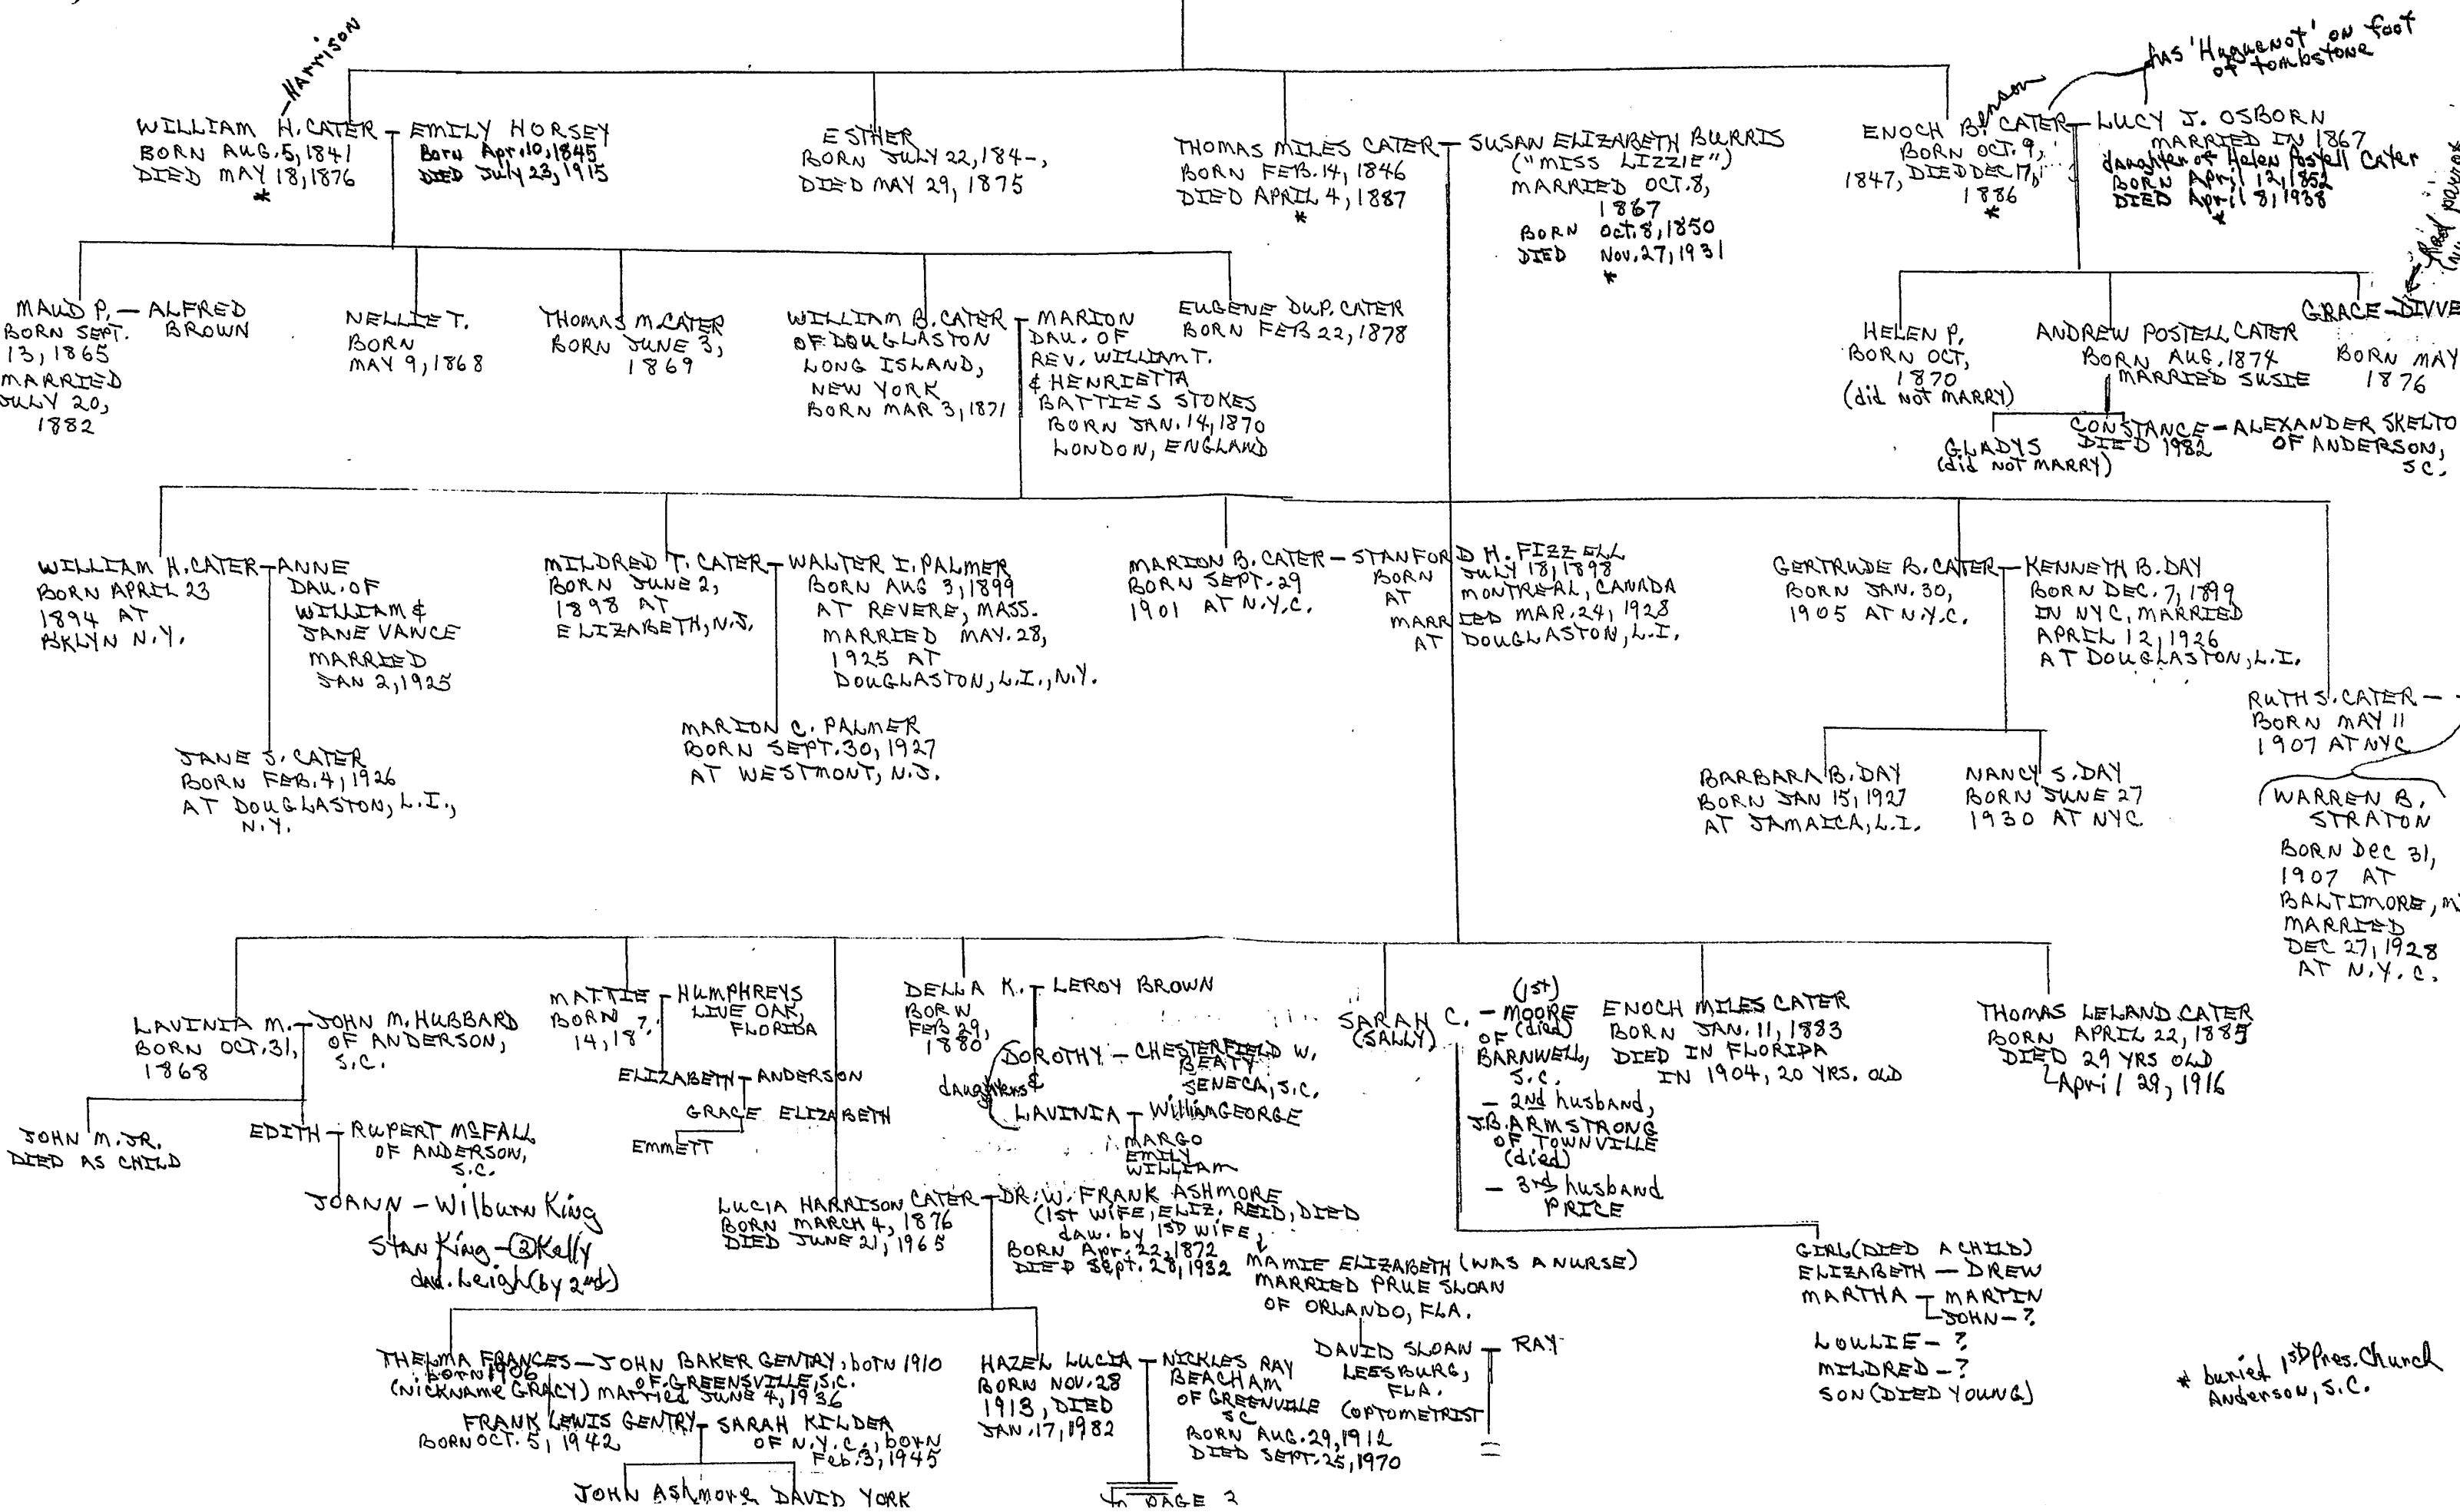 Harrison
has 'Huguenot' on foot
of tombstone
WILLIAM H. CATER
BORN AUG. 5, 1841
DIED MAY 18, 1876
*
EMILY HORSEY
Born Apr. 10, 1845
DIED July 23, 1915
ESTHER
BORN JULY 22, 184-,
DIED MAY 29, 1875
THOMAS MILES CATER
BORN FEB. 14, 1846
DIED APRIL 4, 1887
*
SUSAN ELIZABETH BURRIS
("MISS LIZZIE")
MARRIED OCT. 8,
1867
BORN Oct. 8, 1850
DIED Nov. 27, 1931
*
ENOCH B. CATER
BORN OCT. 9,
1847, DIED DEC 17,
1886
*
LUCY J. OSBORN
MARRIED IN 1867
daughter of Helen Postell Cater
BORN April 12, 1852
DIED April 8, 1938
*
MAUD P. — ALFRED
BROWN
BORN SEPT.
13, 1865
MARRIED
JULY 20,
1882
NELLIE T.
BORN
MAY 9, 1868
THOMAS M. CATER
BORN JUNE 3,
1869
WILLIAM B. CATER
OF DOUGLASTON
LONG ISLAND,
NEW YORK
BORN MAR 3, 1871
MARION
DAU. OF
REV. WILLIAM T.
& HENRIETTA
BATTIES STOKES
BORN JAN. 14, 1870
LONDON, ENGLAND
EUGENE DUP. CATER
BORN FEB 22, 1878
HELEN P.
BORN OCT,
1870
(did NOT MARRY)
ANDREW POSTELL CATER
BORN AUG. 1874
MARRIED SUSIE
GRACE — DIVVE
BORN MAY
1876
GLADYS
(did NOT MARRY)
CONSTANCE — ALEXANDER SKELTO
DIED 1982
OF ANDERSON,
S.C.
WILLIAM H. CATER
BORN APRIL 23
1894 AT
BKLYN N.Y.
ANNE
DAU. OF
WILLIAM &
JANE VANCE
MARRIED
JAN 2, 1925
MILDRED T. CATER
BORN JUNE 2,
1898 AT
ELIZABETH, N.J.
WALTER I. PALMER
BORN AUG 3, 1899
AT REVERE, MASS.
MARRIED MAY. 28,
1925 AT
DOUGLASTON, L.I., N.Y.
MARION B. CATER — STANFORD H. FIZZELL
BORN SEPT. 29
1901 AT N.Y.C.
BORN JULY 18, 1898
AT MONTREAL, CANADA
MARRIED MAR. 24, 1928
AT DOUGLASTON, L.I.
GERTRUDE B. CATER
BORN JAN. 30,
1905 AT N.Y.C.
KENNETH B. DAY
BORN DEC. 7, 1899
IN NYC, MARRIED
APRIL 12, 1926
AT DOUGLASTON, L.I.
RUTH S. CATER —
BORN MAY 11
1907 AT NYC
JANE S. CATER
BORN FEB. 4, 1926
AT DOUGLASTON, L.I.,
N.Y.
MARION C. PALMER
BORN SEPT. 30, 1927
AT WESTMONT, N.J.
BARBARA B. DAY
BORN JAN 15, 1927
AT JAMAICA, L.I.
NANCY S. DAY
BORN JUNE 27
1930 AT NYC
WARREN B.
STRATON
BORN DEC 31,
1907 AT
BALTIMORE, M
MARRIED
DEC 27, 1928
AT N.Y.C.
LAVINIA M.
BORN OCT. 31,
1868
JOHN M. HUBBARD
OF ANDERSON,
S.C.
MATTIE
BORN ?
14, 18?
HUMPHREYS
LIVE OAK,
FLORIDA
DELLA K.
BORN
FEB 29,
1880
LEROY BROWN
SARAH C.
(SALLY)
(1st)
— MOORE
(died)
OF
BARNWELL,
S.C.
— 2nd husband,
J.B. ARMSTRONG
OF TOWNVILLE
(died)
— 3rd husband
PRICE
ENOCH MILES CATER
BORN JAN. 11, 1883
DIED IN FLORIDA
IN 1904, 20 YRS. OLD
THOMAS LELAND CATER
BORN APRIL 22, 1885
DIED 29 YRS OLD
April 29, 1916
JOHN M. JR.
DIED AS CHILD
EDITH — RUPERT McFALL
OF ANDERSON,
S.C.
JOANN — Wilburn King
Stan King — ② Kelly
dau. Leigh (by 2nd)
ELIZABETH — ANDERSON
GRACE ELIZABETH
EMMETT
daughters
DOROTHY — CHESTERFIELD W.
BEATY
SENECA, S.C.
&
LAVINIA — William GEORGE
MARGO
EMILY
WILLIAM
LUCIA HARRISON CATER
BORN MARCH 4, 1876
DIED JUNE 21, 1965
DR. W. FRANK ASHMORE
(1ST WIFE, ELIZ. REID, DIED
dau. by 1ST WIFE,
BORN Apr. 22, 1872
DIED Sept. 28, 1932
MAMIE ELIZABETH (WAS A NURSE)
MARRIED PRUE SLOAN
OF ORLANDO, FLA.
DAVID SLOAN — RAY
LEESBURG,
FLA.
(OPTOMETRIST
GIRL (DIED A CHILD)
ELIZABETH — DREW
MARTHA — MARTIN
JOHN — ?
LOULIE — ?
MILDRED — ?
SON (DIED YOUNG)
THELMA FRANCES — JOHN BAKER GENTRY, born 1910
born 1906
OF GREENSVILLE, S.C.
(NICKNAME GRACY) married JUNE 4, 1936
FRANK LEWIS GENTRY
BORN OCT. 5, 1942
SARAH KILDEA
OF N.Y.C., born
Feb. 3, 1945
JOHN Ashmore DAVID YORK
HAZEL LUCIA
BORN NOV. 28
1913, DIED
JAN. 17, 1982
NICKLES RAY
BEACHAM
OF GREENVILLE
SC
BORN AUG. 29, 1912
DIED SEPT. 25, 1970
to PAGE 2
* buried 1ST Pres. Church
Anderson, S.C.